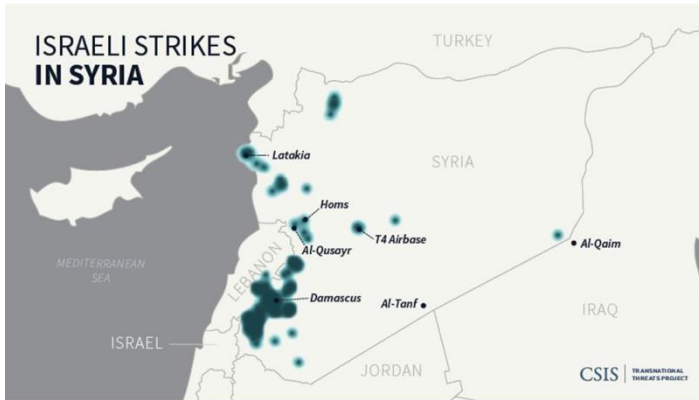 ISRAELI STRIKES
IN SYRIA
TURKEY
Latakia
SYRIA
Homs
T4 Airbase
Al-Qusayr
Al-Qaim
MEDITERRANEAN
SEA
LEBANON
Damascus
Al-Tanf
IRAQ
ISRAEL
JORDAN
CSIS | TRANSNATIONAL
THREATS PROJECT